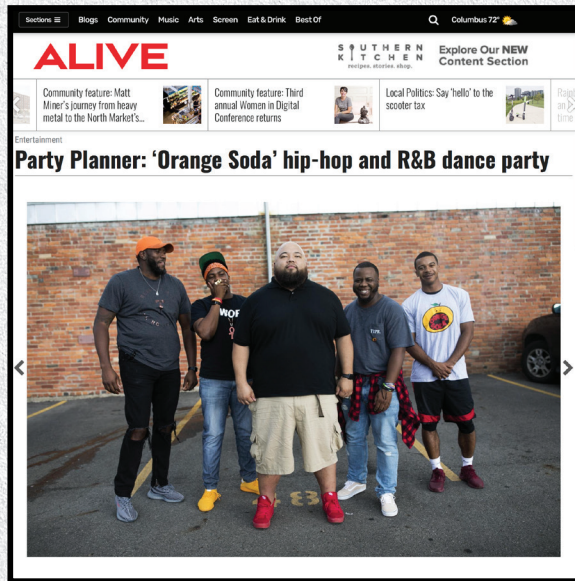 Sections Blogs Community Music Arts Screen Eat & Drink Best Of Columbus 72°
ALIVE
SOUTHERN
KITCHEN
recipes. stories. shop.
Explore Our NEW
Content Section
Community feature: Matt
Miner's journey from heavy
metal to the North Market's...
Community feature: Third
annual Women in Digital
Conference returns
Local Politics: Say 'hello' to the
scooter tax
time
Entertainment
Party Planner: 'Orange Soda' hip-hop and R&B dance party